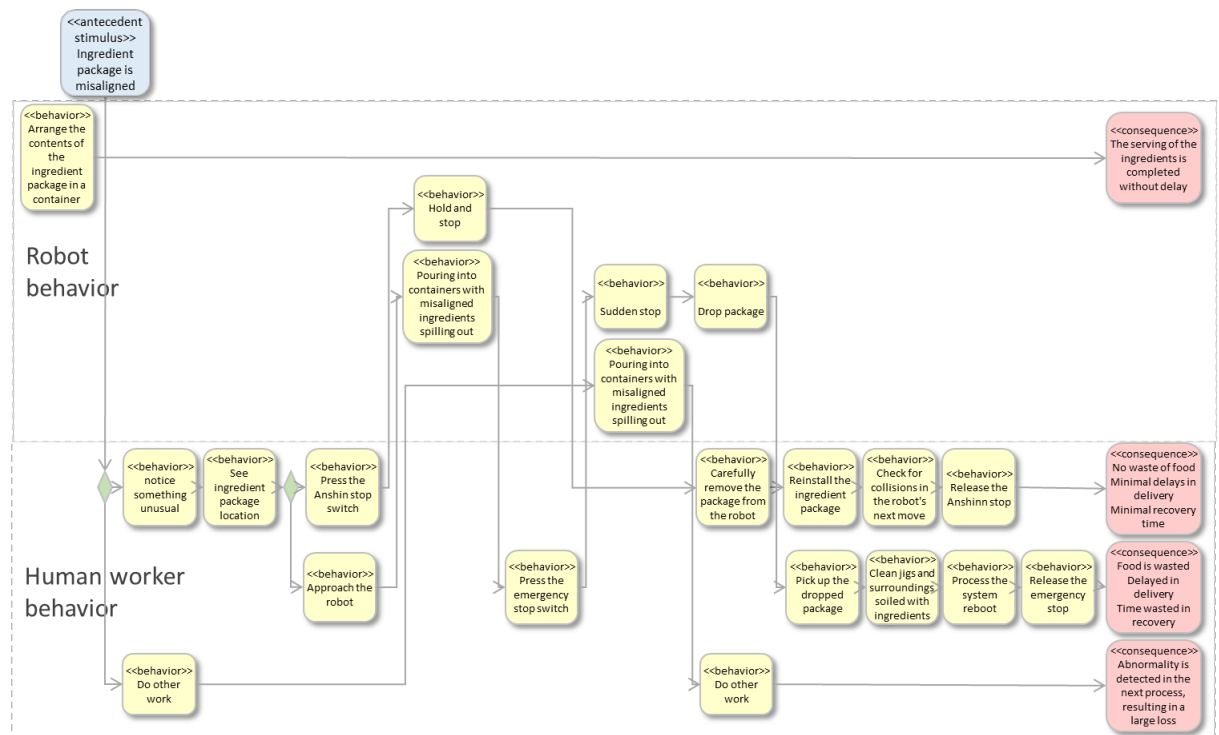 <<antecedent
stimulus>>
Ingredient
package is
misaligned
<<behavior>>
Arrange the
contents of
the
ingredient
package in a
container
<<consequence>>
The serving of the
ingredients is
completed
without delay
<<behavior>>
Hold and
stop
Robot
behavior
<<behavior>>
Pouring into
containers with
misaligned
ingredients
spilling out
<<behavior>>
Sudden stop
<<behavior>>
Drop package
<<behavior>>
Pouring into
containers with
misaligned
ingredients
spilling out
<<behavior>>
notice
something
unusual
<<behavior>>
See
ingredient
package
location
<<behavior>>
Press the
Anshin stop
switch
<<behavior>>
Carefully
remove the
package from
the robot
<<behavior>>
Reinstall the
ingredient
package
<<behavior>>
Check for
collisions in
the robot's
next move
<<behavior>>
Release the
Anshinn stop
<<consequence>>
No waste of food
Minimal delays in
delivery
Minimal recovery
time
Human worker
behavior
<<behavior>>
Approach the
robot
<<behavior>>
Press the
emergency
stop switch
<<behavior>>
Pick up the
dropped
package
<<behavior>>
Clean jigs and
surroundings
soiled with
ingredients
<<behavior>>
Process the
system
reboot
<<behavior>>
Release the
emergency
stop
<<consequence>>
Food is wasted
Delayed in
delivery
Time wasted in
recovery
<<behavior>>
Do other
work
<<behavior>>
Do other
work
<<consequence>>
Abnormality is
detected in the
next process,
resulting in a
large loss